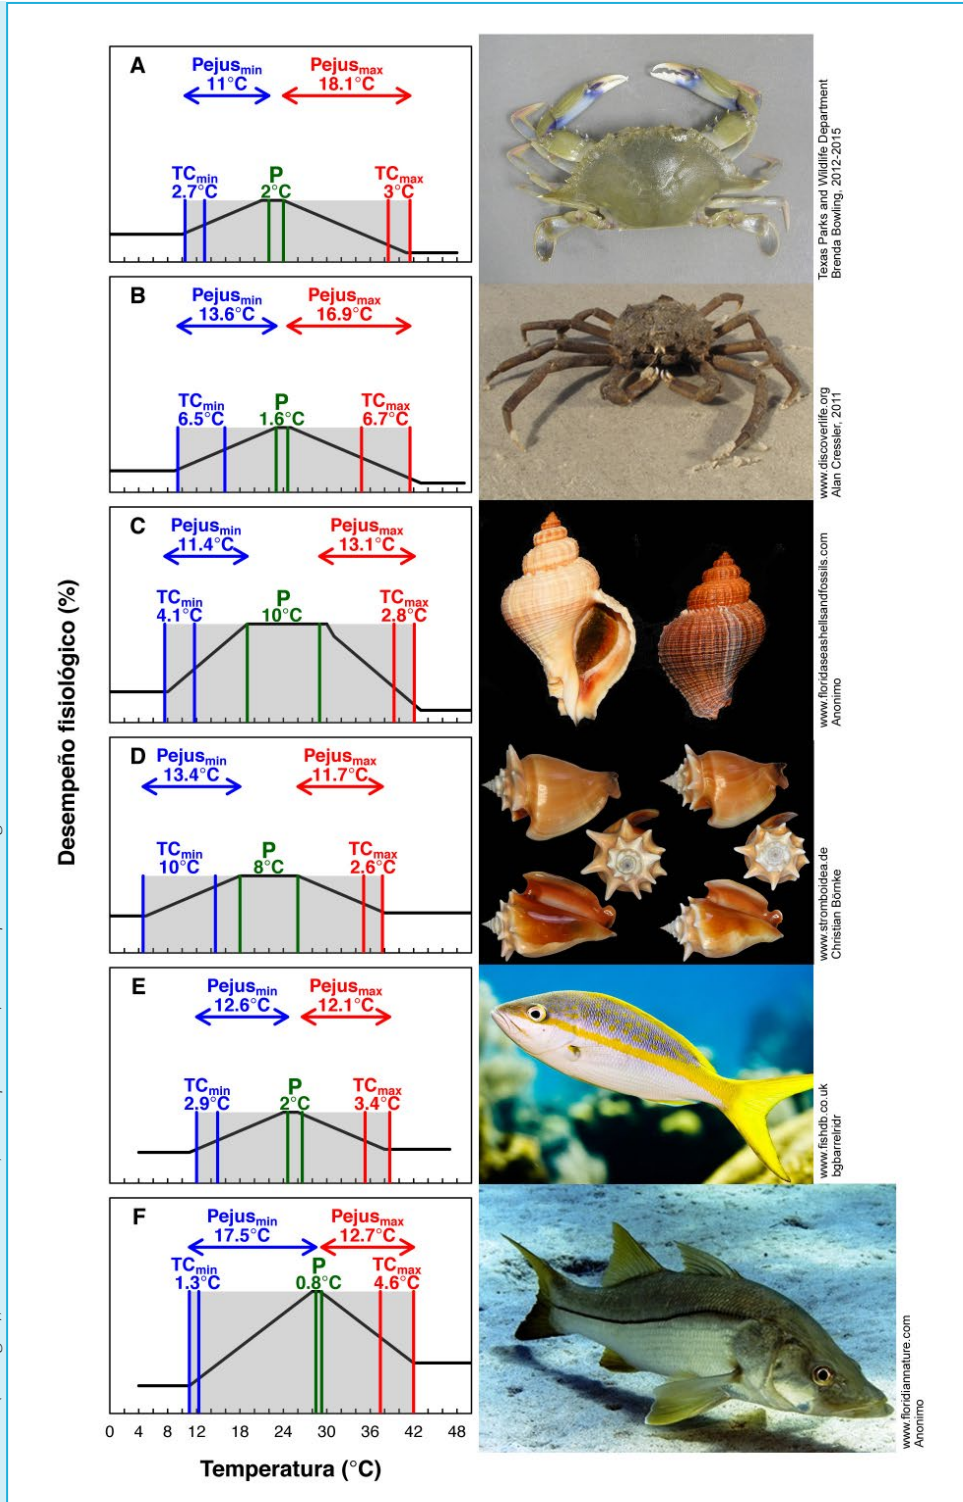 A
Pejusmin
11°C
Pejusmax
18.1°C
TCmin
2.7°C
P
2°C
TCmax
3°C
Texas Parks and Wildlife Department
Brenda Bowling, 2012-2015
B
Pejusmin
13.6°C
Pejusmax
16.9°C
TCmin
6.5°C
P
1.6°C
TCmax
6.7°C
www.discoverlife.org
Alan Cressler, 2011
C
Pejusmin
11.4°C
Pejusmax
13.1°C
TCmin
4.1°C
P
10°C
TCmax
2.8°C
www.floridaseashellsandfossils.com
Anonimo
Desempeño fisiológico (%)
D
Pejusmin
13.4°C
Pejusmax
11.7°C
TCmin
10°C
P
8°C
TCmax
2.6°C
www.stromboidea.de
Christian Börnke
E
Pejusmin
12.6°C
Pejusmax
12.1°C
TCmin
2.9°C
P
2°C
TCmax
3.4°C
www.fishdb.co.uk
bgbarrelridr
F
Pejusmin
17.5°C
Pejusmax
12.7°C
TCmin
1.3°C
P
0.8°C
TCmax
4.6°C
www.floridiannature.com
Anonimo
0 4 8 12 18 24 30 36 42 48
Temperatura (°C)